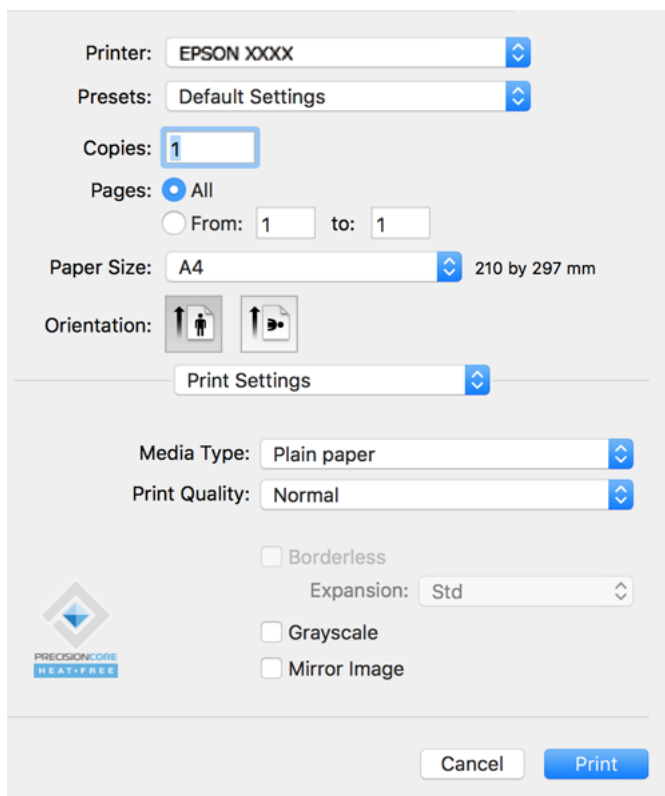 Printer: EPSON XXXX
Presets: Default Settings
Copies: 1
Pages: All
From: 1 to: 1
Paper Size: A4 210 by 297 mm
Orientation:
Print Settings
Media Type: Plain paper
Print Quality: Normal
Borderless
Expansion: Std
Grayscale
Mirror Image
PRECISIONCORE
HEAT-FREE
Cancel Print